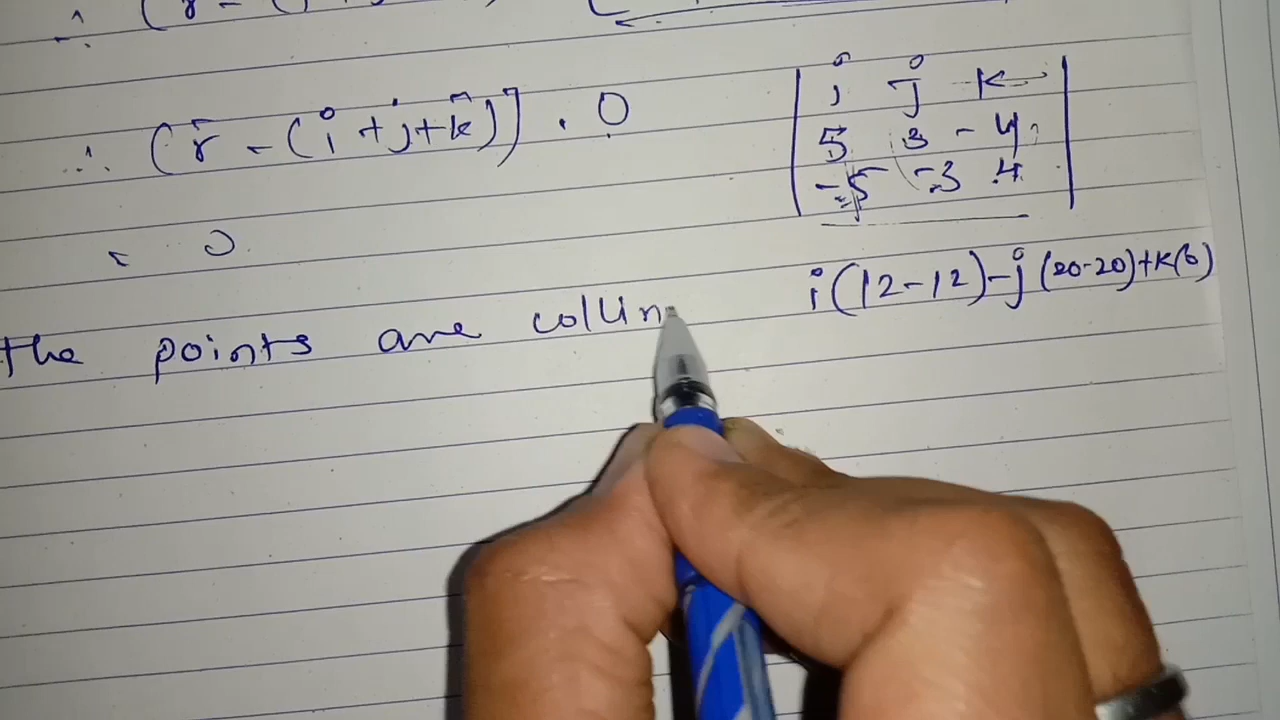 ∴ (r̄ - (i + j + k̂)] . 0
= 0
the points are collin
i j k
5 3 -4
-5 -3 4
i(12-12)-j(20-20)+k(0)